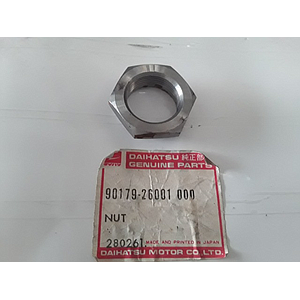 DAIHATSU 純正部
GENUINE PARTS
90179-26001 000
NUT
280261 MADE AND PRINTED IN JAPAN
DAIHATSU MOTOR CO., LTD.